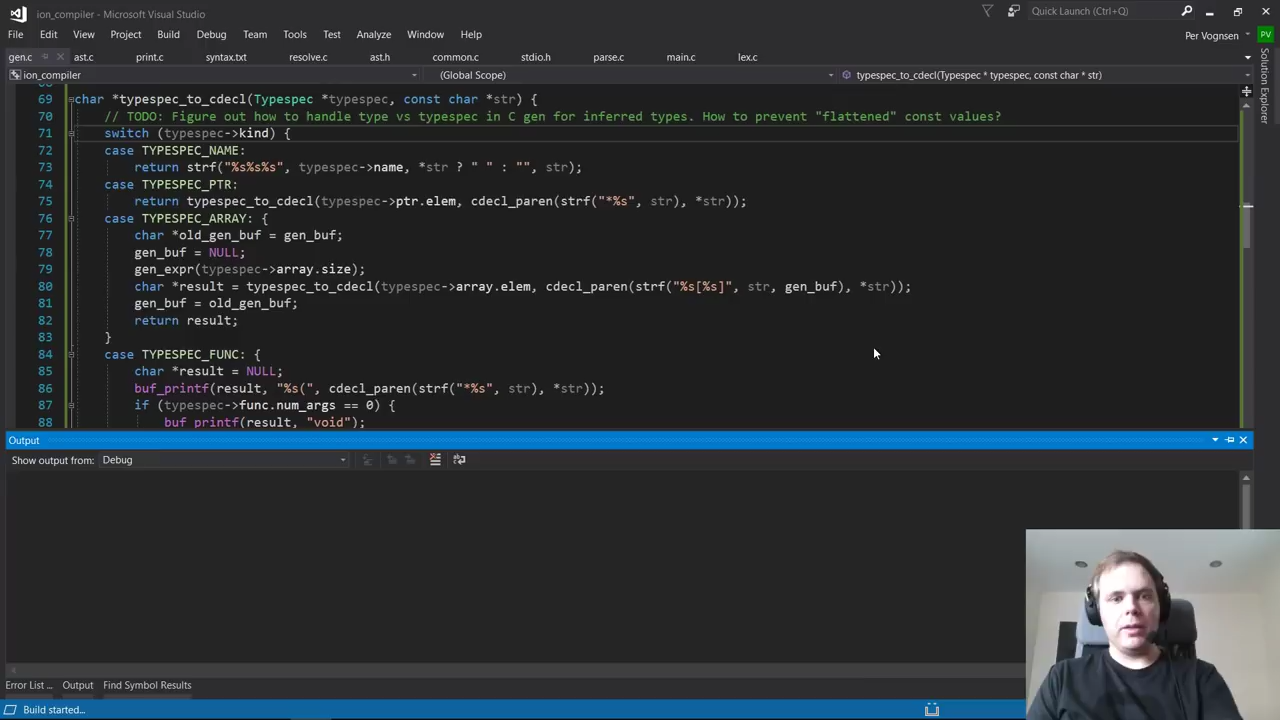 ion_compiler - Microsoft Visual Studio
Quick Launch (Ctrl+Q)
File Edit View Project Build Debug Team Tools Test Analyze Window Help
Per Vognsen PV
gen.c ast.c print.c syntax.txt resolve.c ast.h common.c stdio.h parse.c main.c lex.c
Solution Explorer
ion_compiler (Global Scope) typespec_to_cdecl(Typespec * typespec, const char * str)
69 char *typespec_to_cdecl(Typespec *typespec, const char *str) {
70 // TODO: Figure out how to handle type vs typespec in C gen for inferred types. How to prevent "flattened" const values?
71 switch (typespec->kind) {
72 case TYPESPEC_NAME:
73 return strf("%s%s%s", typespec->name, *str ? " " : "", str);
74 case TYPESPEC_PTR:
75 return typespec_to_cdecl(typespec->ptr.elem, cdecl_paren(strf("*%s", str), *str));
76 case TYPESPEC_ARRAY: {
77 char *old_gen_buf = gen_buf;
78 gen_buf = NULL;
79 gen_expr(typespec->array.size);
80 char *result = typespec_to_cdecl(typespec->array.elem, cdecl_paren(strf("%s[%s]", str, gen_buf), *str));
81 gen_buf = old_gen_buf;
82 return result;
83 }
84 case TYPESPEC_FUNC: {
85 char *result = NULL;
86 buf_printf(result, "%s(", cdecl_paren(strf("*%s", str), *str));
87 if (typespec->func.num_args == 0) {
88 buf_printf(result, "void");
Output
Show output from: Debug
Error List ... Output Find Symbol Results
Build started...